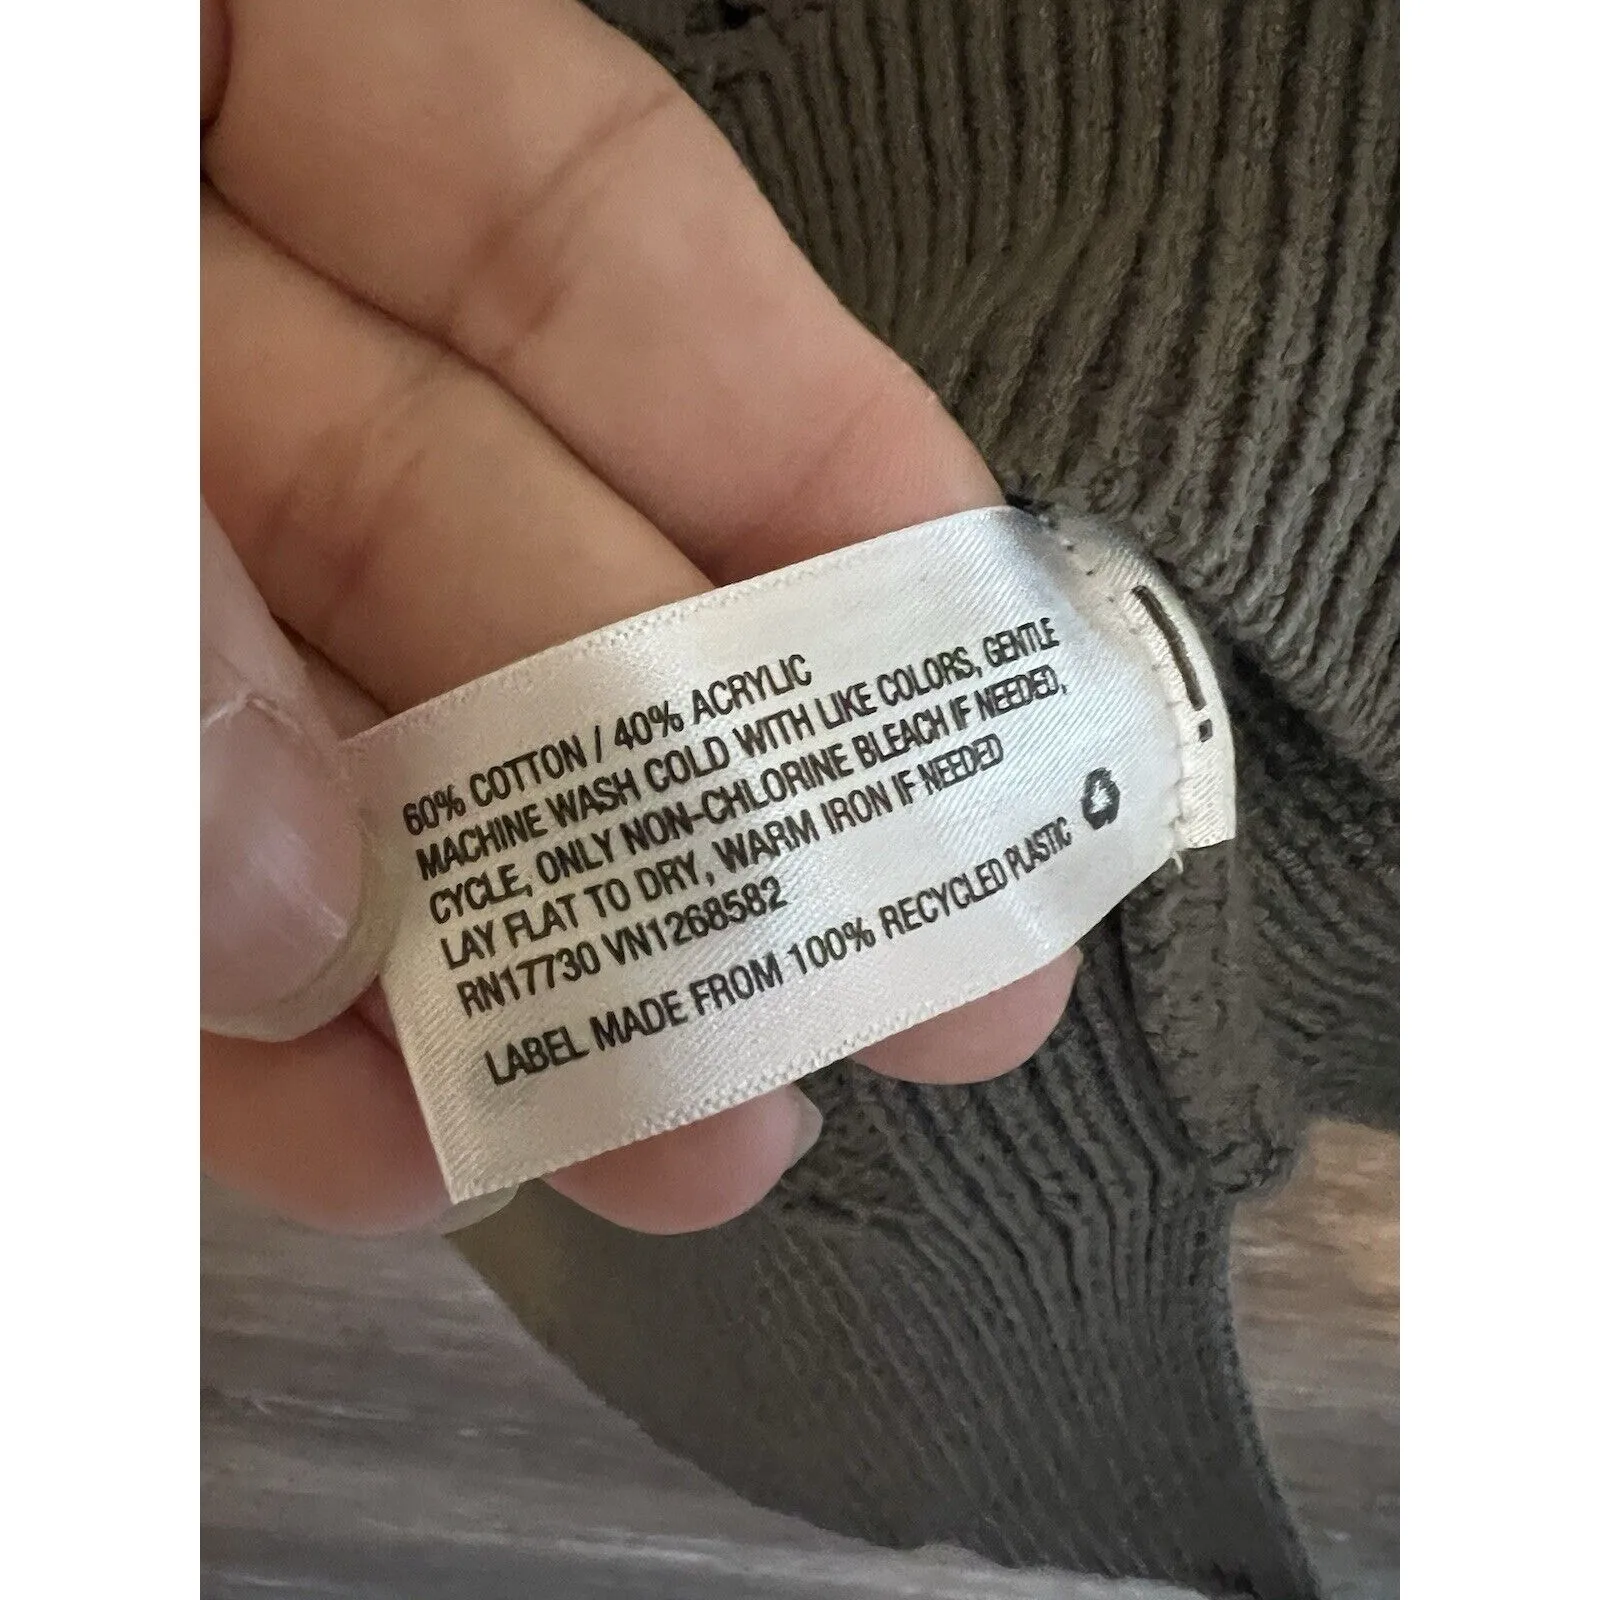 60% COTTON / 40% ACRYLIC
MACHINE WASH COLD WITH LIKE COLORS, GENTLE
CYCLE, ONLY NON-CHLORINE BLEACH IF NEEDED,
LAY FLAT TO DRY, WARM IRON IF NEEDED
RN17730 VN1268582
LABEL MADE FROM 100% RECYCLED PLASTIC